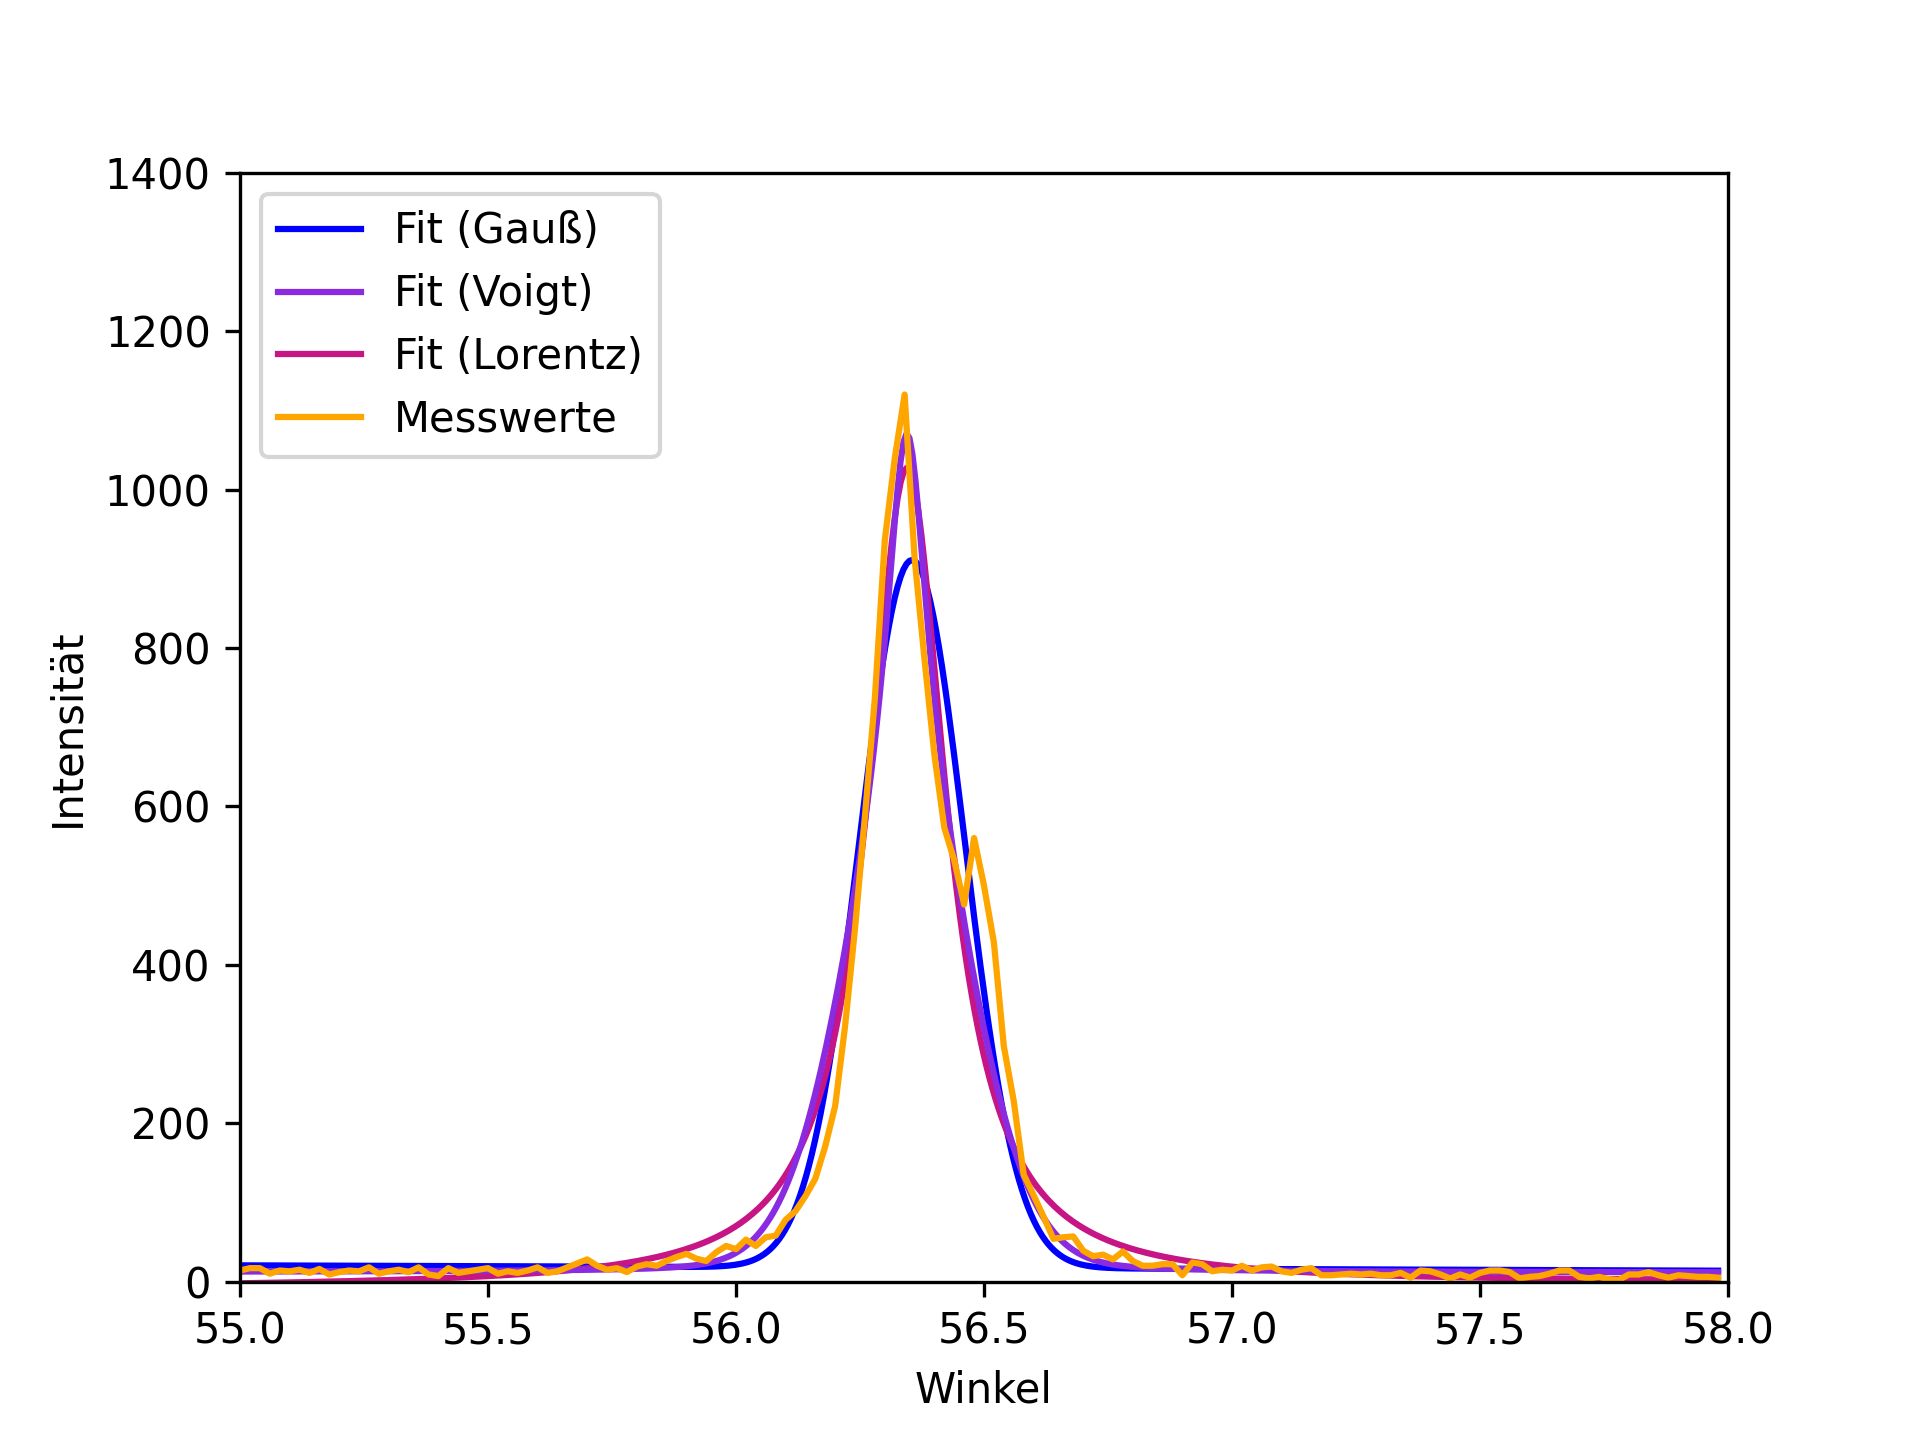 1400
1200
1000
800
600
400
200
0
Intensität
Fit (Gauß)
Fit (Voigt)
Fit (Lorentz)
Messwerte
55.0 55.5 56.0 56.5 57.0 57.5 58.0
Winkel